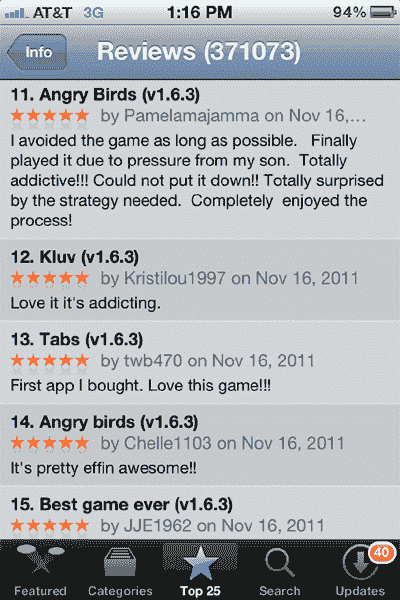 AT&T 3G 1:16 PM 94%
Info Reviews (371073)
11. Angry Birds (v1.6.3)
by Pamelamajamma on Nov 16,...
I avoided the game as long as possible. Finally
played it due to pressure from my son. Totally
addictive!!! Could not put it down!! Totally surprised
by the strategy needed. Completely enjoyed the
process!
12. Kluv (v1.6.3)
by Kristilou1997 on Nov 16, 2011
Love it it's addicting.
13. Tabs (v1.6.3)
by twb470 on Nov 16, 2011
First app I bought. Love this game!!!
14. Angry birds (v1.6.3)
by Chelle1103 on Nov 16, 2011
It's pretty effin awesome!!
15. Best game ever (v1.6.3)
by JJE1962 on Nov 16, 2011
40
Featured Categories Top 25 Search Updates